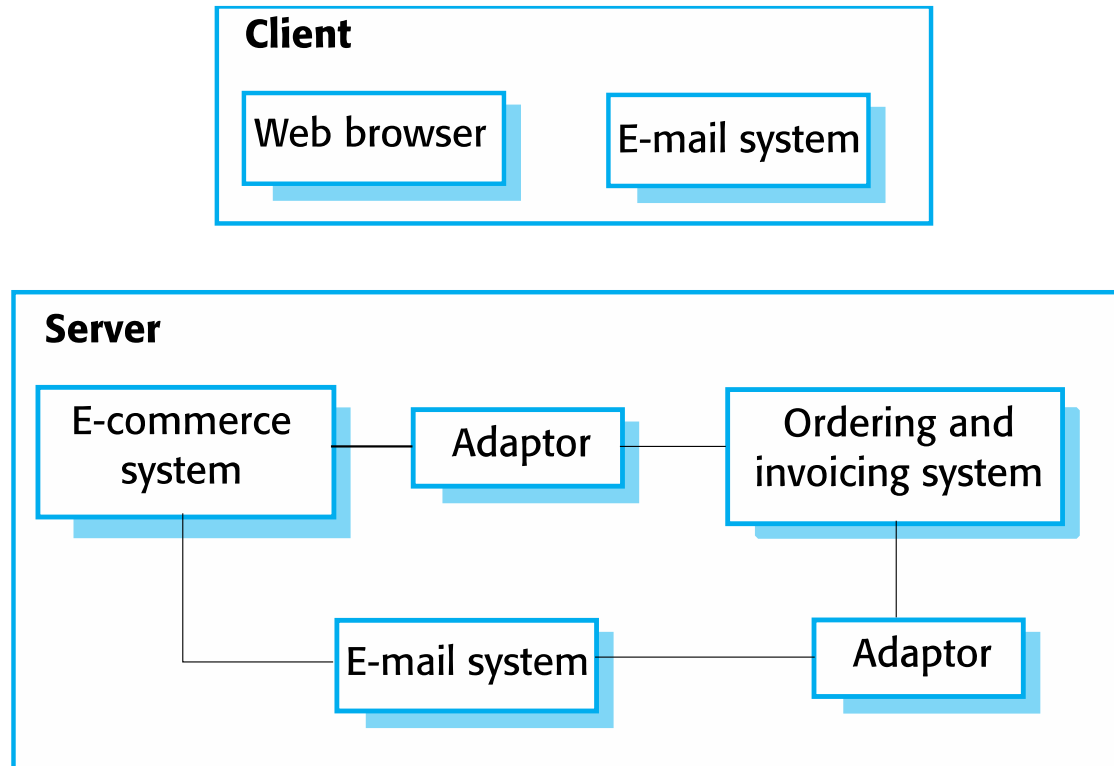 Client
Web browser
E-mail system
Server
E-commerce
system
Adaptor
Ordering and
invoicing system
E-mail system
Adaptor